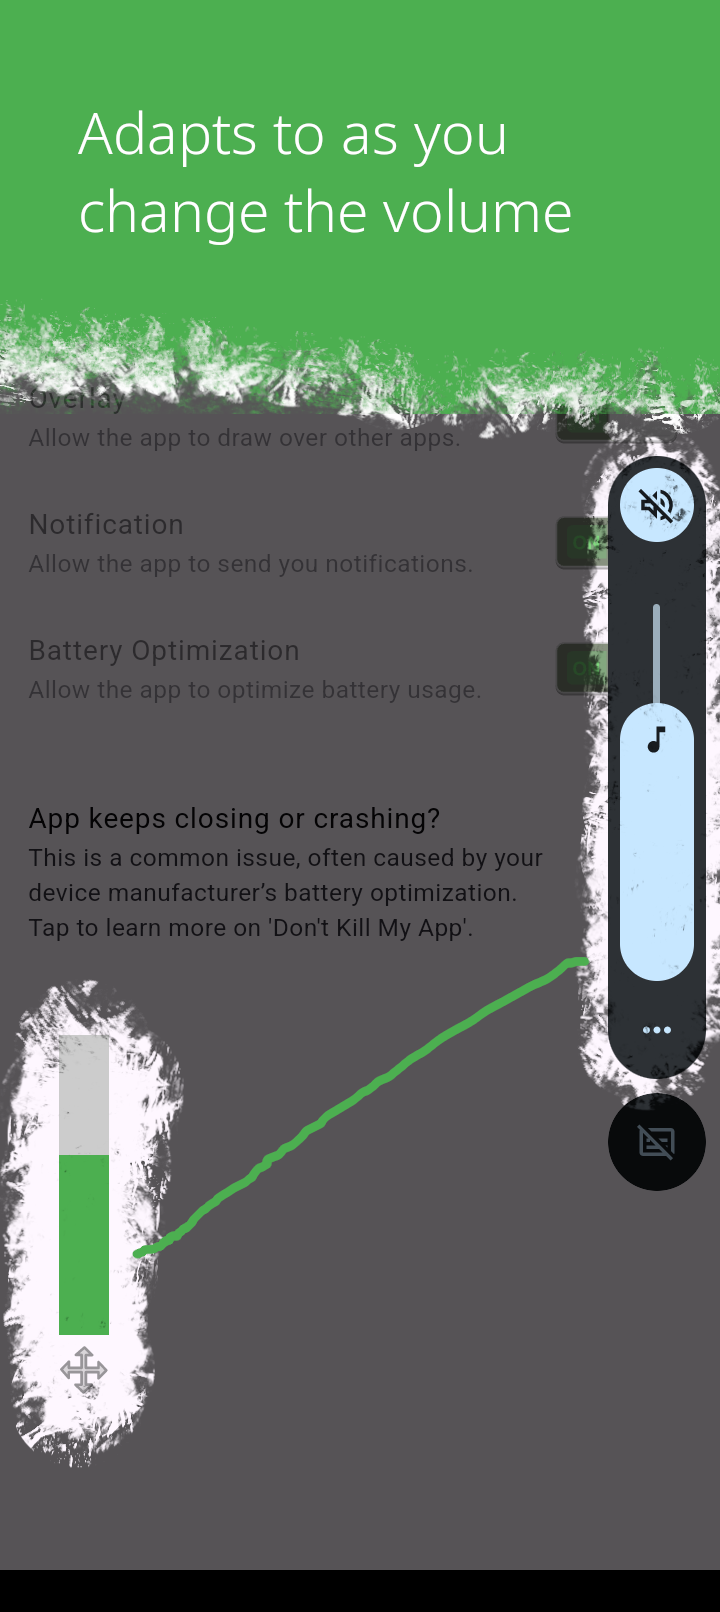 Adapts to as you
change the volume
Overlay
Allow the app to draw over other apps.
Notification
Allow the app to send you notifications.
Battery Optimization
Allow the app to optimize battery usage.
App keeps closing or crashing?
This is a common issue, often caused by your
device manufacturer’s battery optimization.
Tap to learn more on 'Don't Kill My App'.